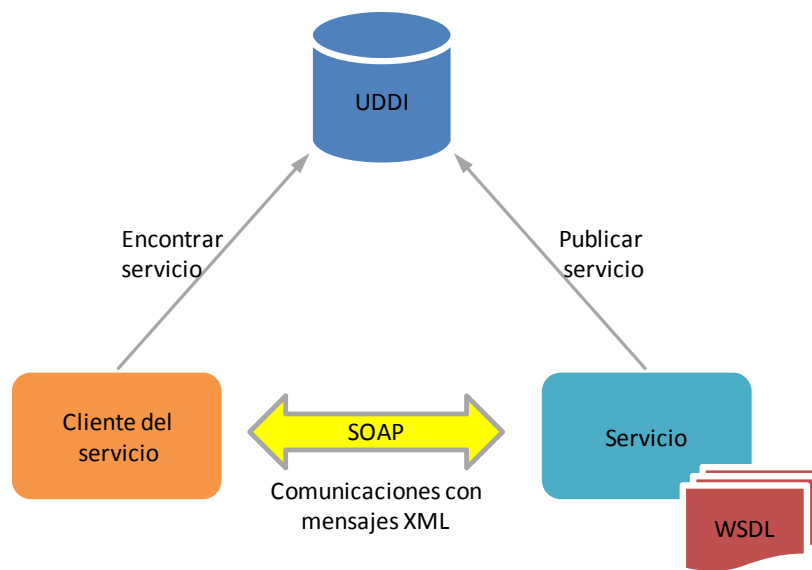 UDDI
Encontrar
servicio
Publicar
servicio
Cliente del
servicio
SOAP
Servicio
Comunicaciones con
mensajes XML
WSDL